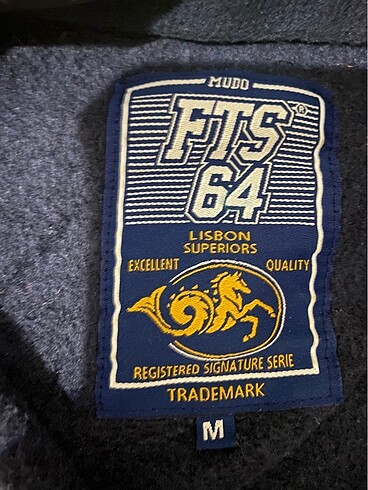 MUDO
FTS®
64
LISBON
SUPERIORS
EXCELLENT QUALITY
REGISTERED SIGNATURE SERIE
TRADEMARK
M